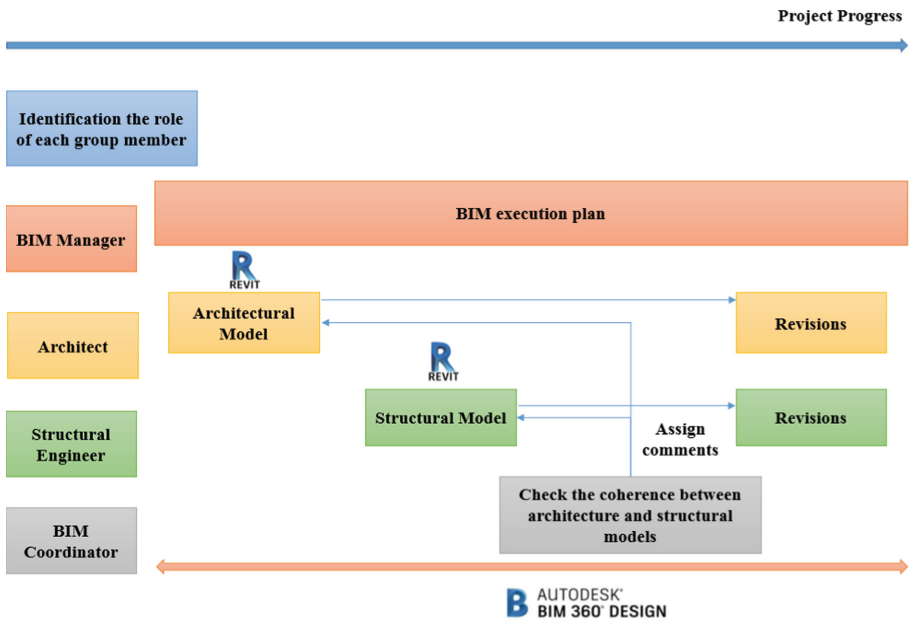 Project Progress
Identification the role
of each group member
BIM execution plan
BIM Manager
R
REVIT
Architectural
Model
Revisions
Architect
R
REVIT
Structural Model
Revisions
Structural
Engineer
Assign
comments
Check the coherence between
architecture and structural
models
BIM
Coordinator
B AUTODESK®
BIM 360® DESIGN